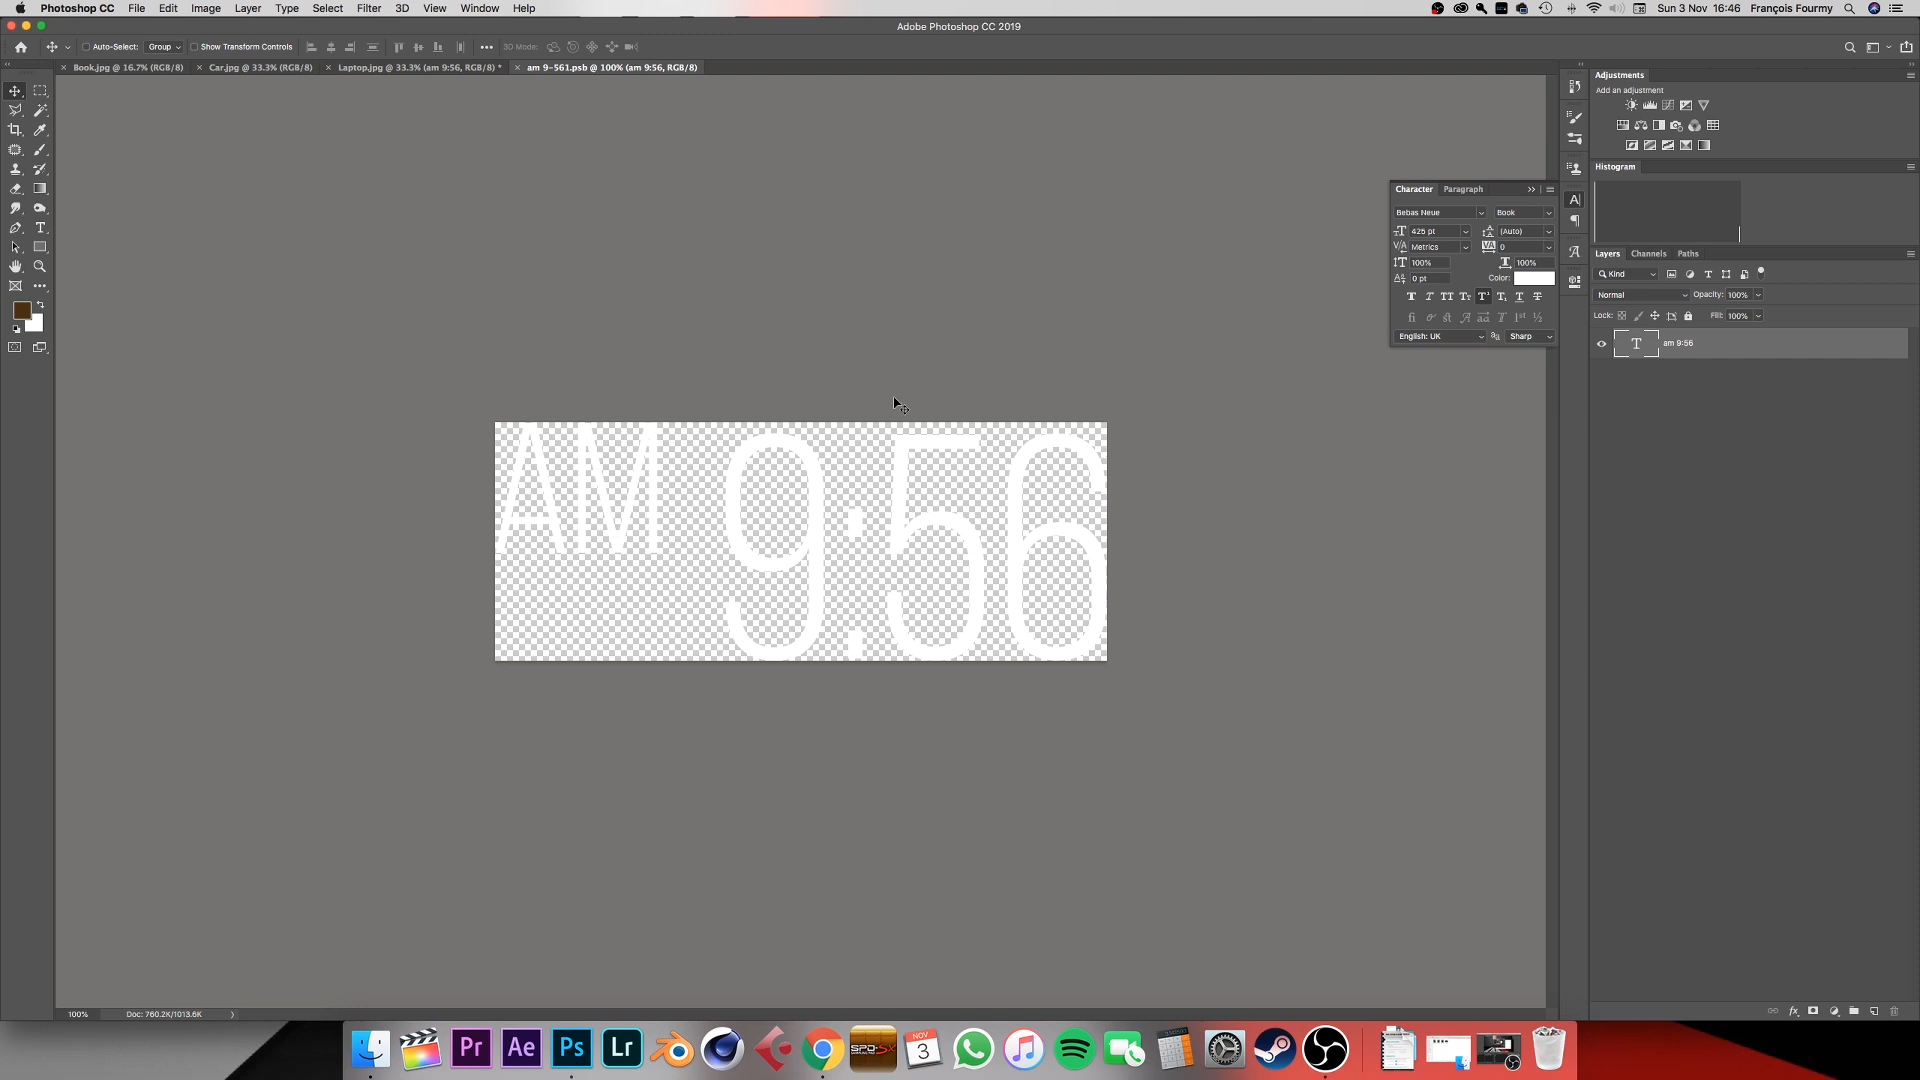 Photoshop CC File Edit Image Layer Type Select Filter 3D View Window Help Sun 3 Nov 16:46 François Fourmy
Adobe Photoshop CC 2019
Auto-Select: Group Show Transform Controls 3D Mode:
Book.jpg @ 16.7% (RGB/8) Car.jpg @ 33.3% (RGB/8) Laptop.jpg @ 33.3% (am 9:56, RGB/8) * am 9-561.psb @ 100% (am 9:56, RGB/8)
Adjustments
Add an adjustment
Histogram
Character Paragraph
Bebas Neue Book
425 pt (Auto)
Metrics 0
100% 100%
0 pt Color:
English: UK Sharp
Layers Channels Paths
Kind
Normal Opacity: 100%
Lock: Fill: 100%
T am 9:56
AM 9:56
100% Doc: 760.2K/1013.6K
Pr Ae Ps Lr SPD-SX NOV 3